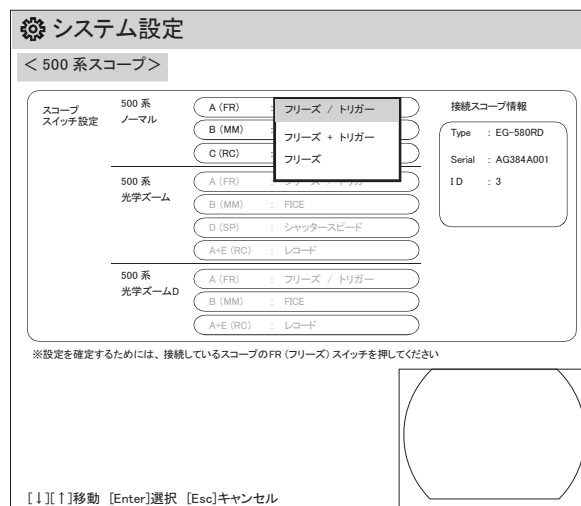 システム設定
＜500 系スコープ＞
スコープ
スイッチ設定
500 系
ノーマル
A (FR) :
B (MM) :
C (RC) :
フリーズ / トリガー
フリーズ + トリガー
フリーズ
500 系
光学ズーム
A (FR) : フリーズ / トリガー
B (MM) : FICE
D (SP) : シャッタースピード
A+E (RC) : レコード
500 系
光学ズームD
A (FR) : フリーズ / トリガー
B (MM) : FICE
A+E (RC) : レコード
接続スコープ情報
Type : EG-580RD
Serial : AG384A001
I D : 3
※設定を確定するためには、接続しているスコープのFR（フリーズ）スイッチを押してください
[↓][↑]移動 [Enter]選択 [Esc]キャンセル